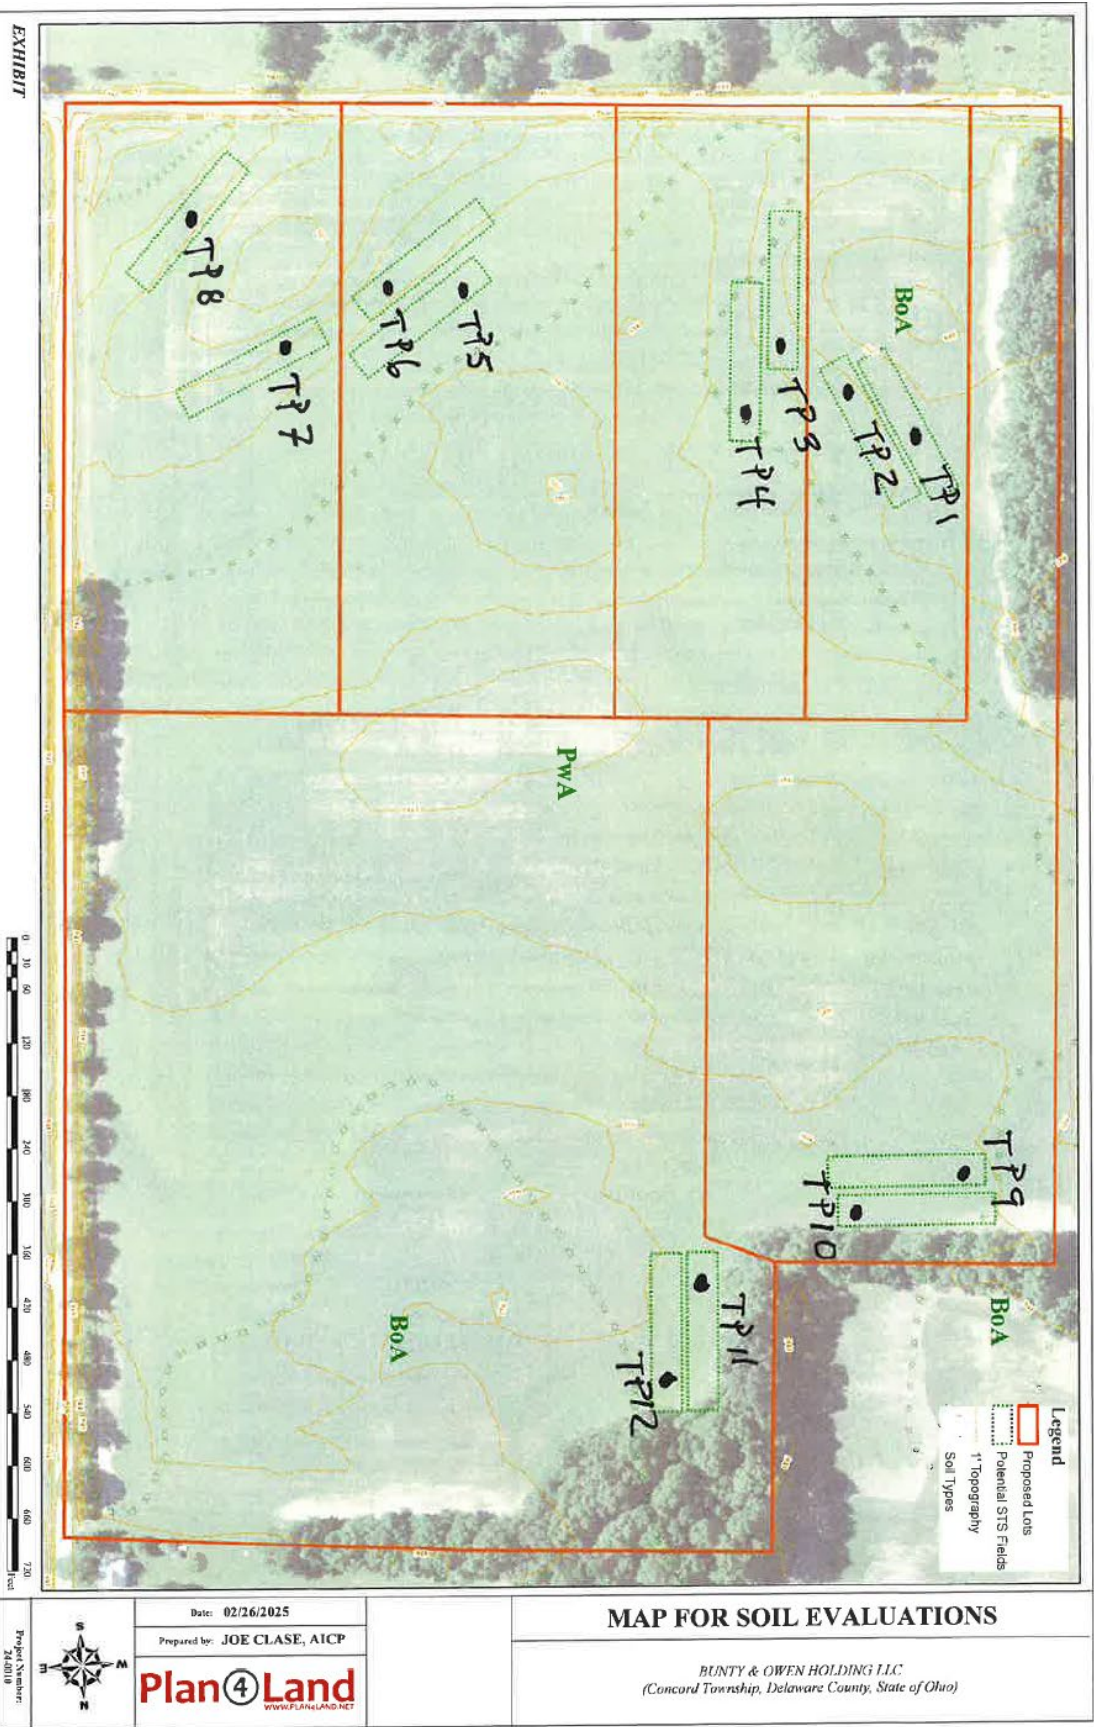 EXHIBIT
BoA
TP1
TP2
TP3
TP4
TP5
TP6
TP7
TP8
PwA
TP9
TP10
TP11
TP12
BoA
BoA
Legend
Proposed Lots
Potential STS Fields
1' Topography
Soil Types
0 30 60 120 180 240 300 360 420 480 540 600 660 720
Feet
MAP FOR SOIL EVALUATIONS
BUNTY & OWEN HOLDING LLC
(Concord Township, Delaware County, State of Ohio)
Date: 02/26/2025
Prepared by: JOE CLASE, AICP
Plan4Land
WWW.PLAN4LAND.NET
S
W
E
N
Project Number:
24-0018